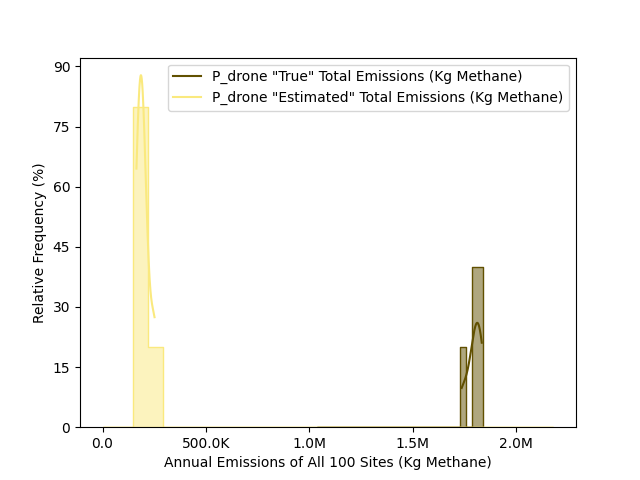 P_drone "True" Total Emissions (Kg Methane)
P_drone "Estimated" Total Emissions (Kg Methane)
90
75
60
45
30
15
0
Relative Frequency (%)
0.0 500.0K 1.0M 1.5M 2.0M
Annual Emissions of All 100 Sites (Kg Methane)